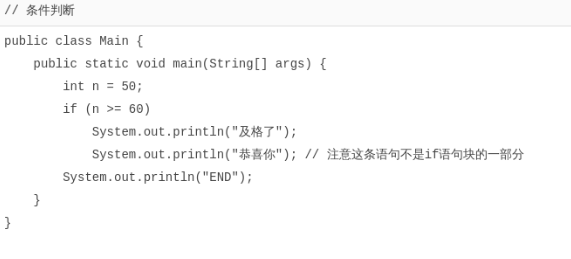 // 条件判断
public class Main {
    public static void main(String[] args) {
        int n = 50;
        if (n >= 60)
            System.out.println("及格了");
            System.out.println("恭喜你"); // 注意这条语句不是if语句块的一部分
        System.out.println("END");
    }
}